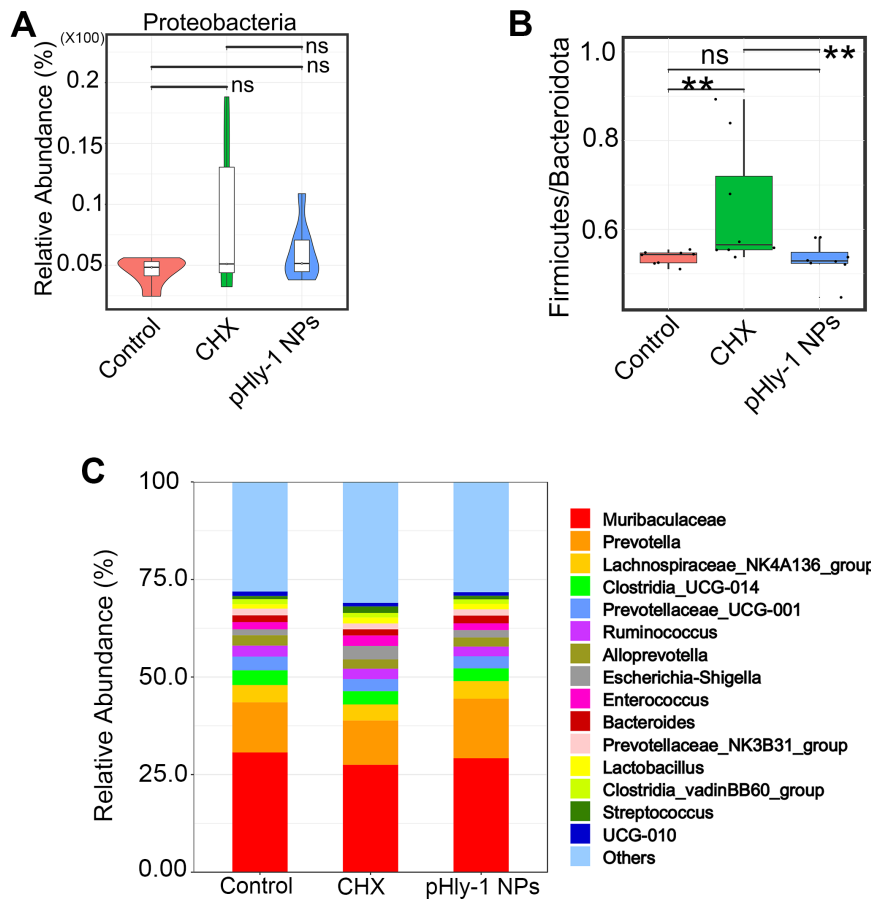 A
Proteobacteria
(X100)
Relative Abundance (%)
0.2
0.15
0.1
0.05
ns
ns
ns
Control
CHX
pHly-1 NPs
B
Firmicutes/Bacteroidota
1.0
0.8
0.6
**
ns
**
Control
CHX
pHly-1 NPs
C
Relative Abundance (%)
100
75.0
50.0
25.0
0.00
Control
CHX
pHly-1 NPs
Muribaculaceae
Prevotella
Lachnospiraceae_NK4A136_group
Clostridia_UCG-014
Prevotellaceae_UCG-001
Ruminococcus
Alloprevotella
Escherichia-Shigella
Enterococcus
Bacteroides
Prevotellaceae_NK3B31_group
Lactobacillus
Clostridia_vadinBB60_group
Streptococcus
UCG-010
Others